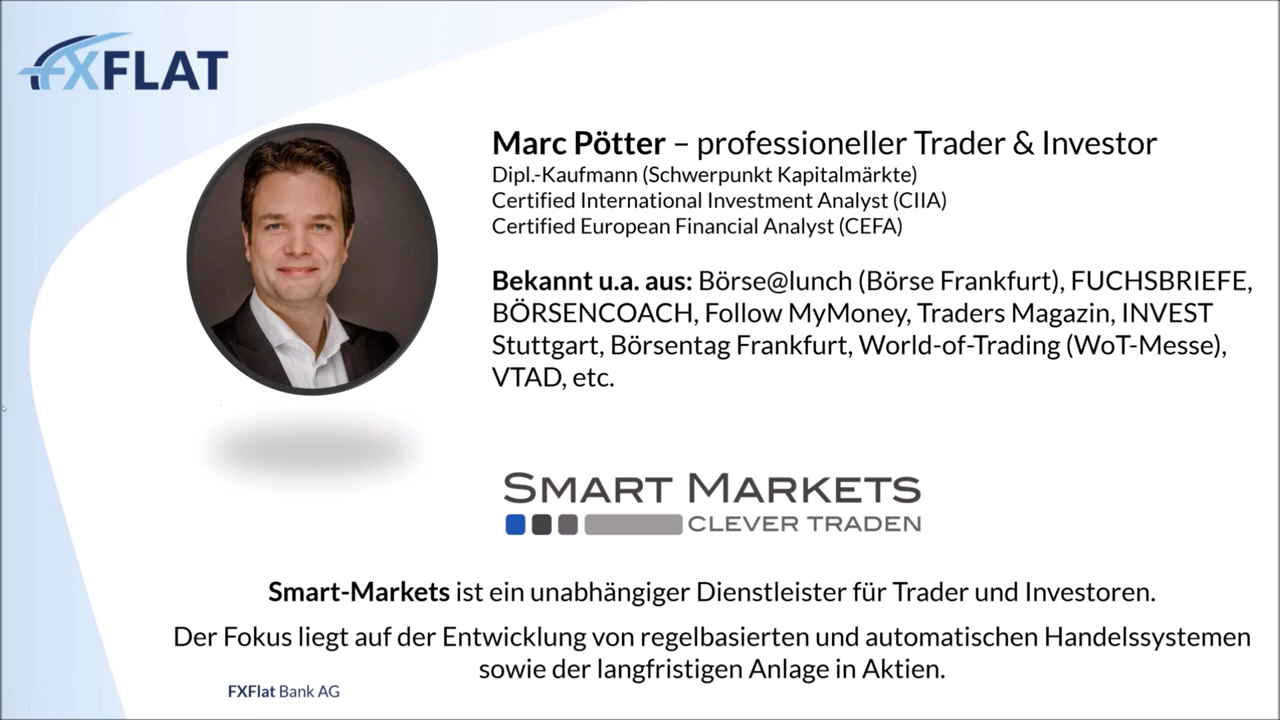 FXFLAT
Marc Pötter – professioneller Trader & Investor
Dipl.-Kaufmann (Schwerpunkt Kapitalmärkte)
Certified International Investment Analyst (CIIA)
Certified European Financial Analyst (CEFA)
Bekannt u.a. aus: Börse@lunch (Börse Frankfurt), FUCHSBRIEFE,
BÖRSENCOACH, Follow MyMoney, Traders Magazin, INVEST
Stuttgart, Börsentag Frankfurt, World-of-Trading (WoT-Messe),
VTAD, etc.
SMART MARKETS
CLEVER TRADEN
Smart-Markets ist ein unabhängiger Dienstleister für Trader und Investoren.
Der Fokus liegt auf der Entwicklung von regelbasierten und automatischen Handelssystemen
sowie der langfristigen Anlage in Aktien.
FXFlat Bank AG